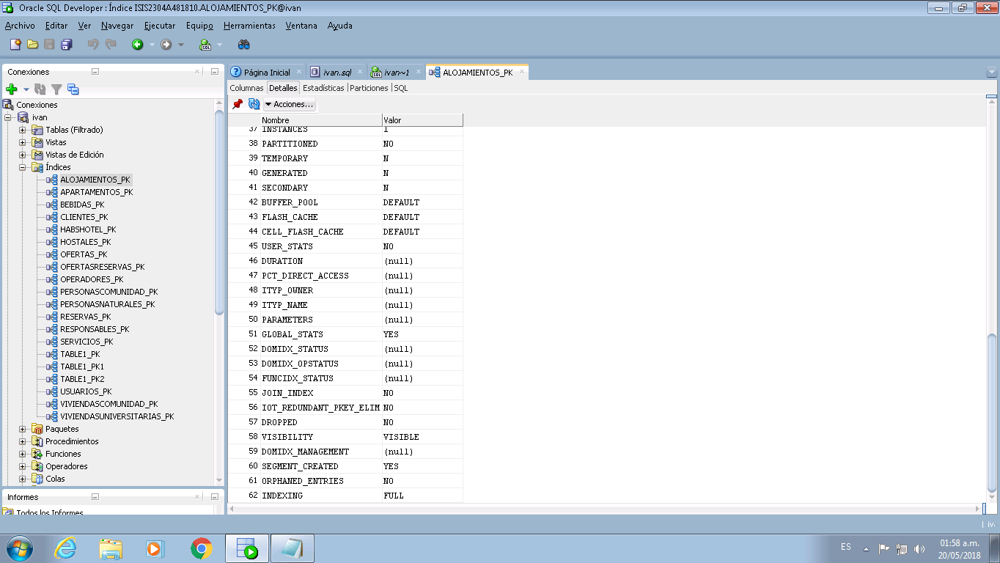 Oracle SQL Developer : Índice ISIS2304A481810.ALOJAMIENTOS_PK@ivan
Archivo Editar Ver Navegar Ejecutar Equipo Herramientas Ventana Ayuda
Conexiones
Conexiones
ivan
Tablas (Filtrado)
Vistas
Vistas de Edición
Índices
ALOJAMIENTOS_PK
APARTAMENTOS_PK
BEBIDAS_PK
CLIENTES_PK
HABSHOTEL_PK
HOSTALES_PK
OFERTAS_PK
OFERTASRESERVAS_PK
OPERADORES_PK
PERSONASCOMUNIDAD_PK
PERSONASNATURALES_PK
RESERVAS_PK
RESPONSABLES_PK
SERVICIOS_PK
TABLE1_PK
TABLE1_PK1
TABLE1_PK2
USUARIOS_PK
VIVIENDASCOMUNIDAD_PK
VIVIENDASUNIVERSITARIAS_PK
Paquetes
Procedimientos
Funciones
Operadores
Colas
Informes
Todos los Informes
Página Inicial ivan.sql ivan~1 ALOJAMIENTOS_PK
Columnas Detalles Estadísticas Particiones SQL
Acciones...
Nombre Valor
37 INSTANCES 1
38 PARTITIONED NO
39 TEMPORARY N
40 GENERATED N
41 SECONDARY N
42 BUFFER_POOL DEFAULT
43 FLASH_CACHE DEFAULT
44 CELL_FLASH_CACHE DEFAULT
45 USER_STATS NO
46 DURATION (null)
47 PCT_DIRECT_ACCESS (null)
48 ITYP_OWNER (null)
49 ITYP_NAME (null)
50 PARAMETERS (null)
51 GLOBAL_STATS YES
52 DOMIDX_STATUS (null)
53 DOMIDX_OPSTATUS (null)
54 FUNCIDX_STATUS (null)
55 JOIN_INDEX NO
56 IOT_REDUNDANT_PKEY_ELIM NO
57 DROPPED NO
58 VISIBILITY VISIBLE
59 DOMIDX_MANAGEMENT (null)
60 SEGMENT_CREATED YES
61 ORPHANED_ENTRIES NO
62 INDEXING FULL
ES
01:58 a.m.
20/05/2018